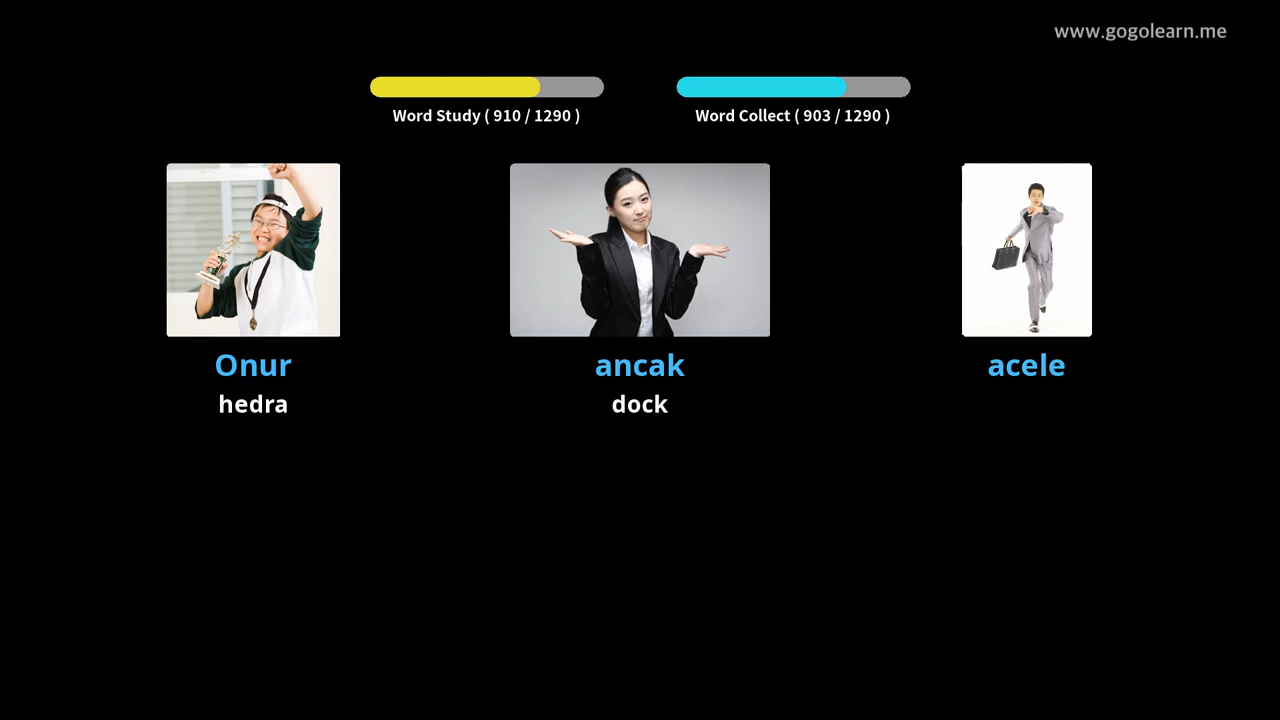 www.gogolearn.me
Word Study ( 910 / 1290 )
Word Collect ( 903 / 1290 )
Onur
hedra
ancak
dock
acele